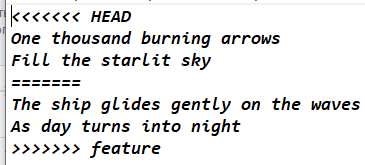 <<<<<<< HEAD
One thousand burning arrows
Fill the starlit sky
=======
The ship glides gently on the waves
As day turns into night
>>>>>>> feature